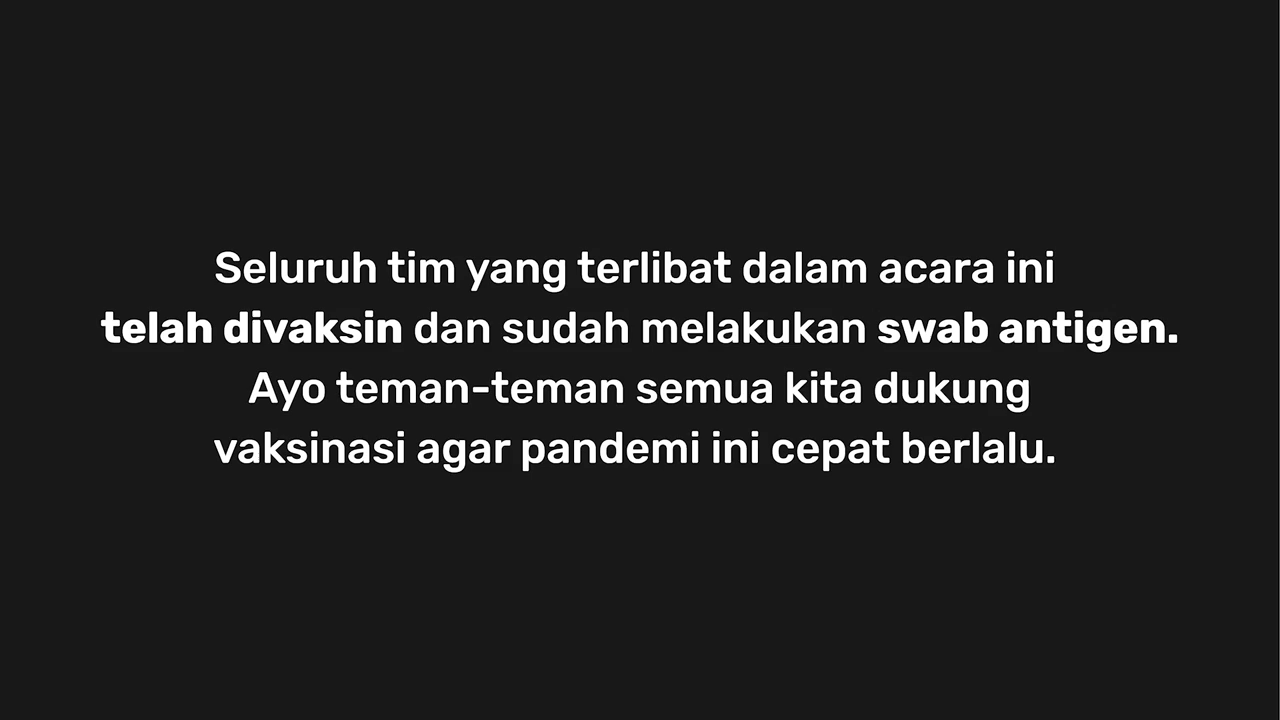 Seluruh tim yang terlibat dalam acara ini
telah divaksin dan sudah melakukan swab antigen.
Ayo teman-teman semua kita dukung
vaksinasi agar pandemi ini cepat berlalu.